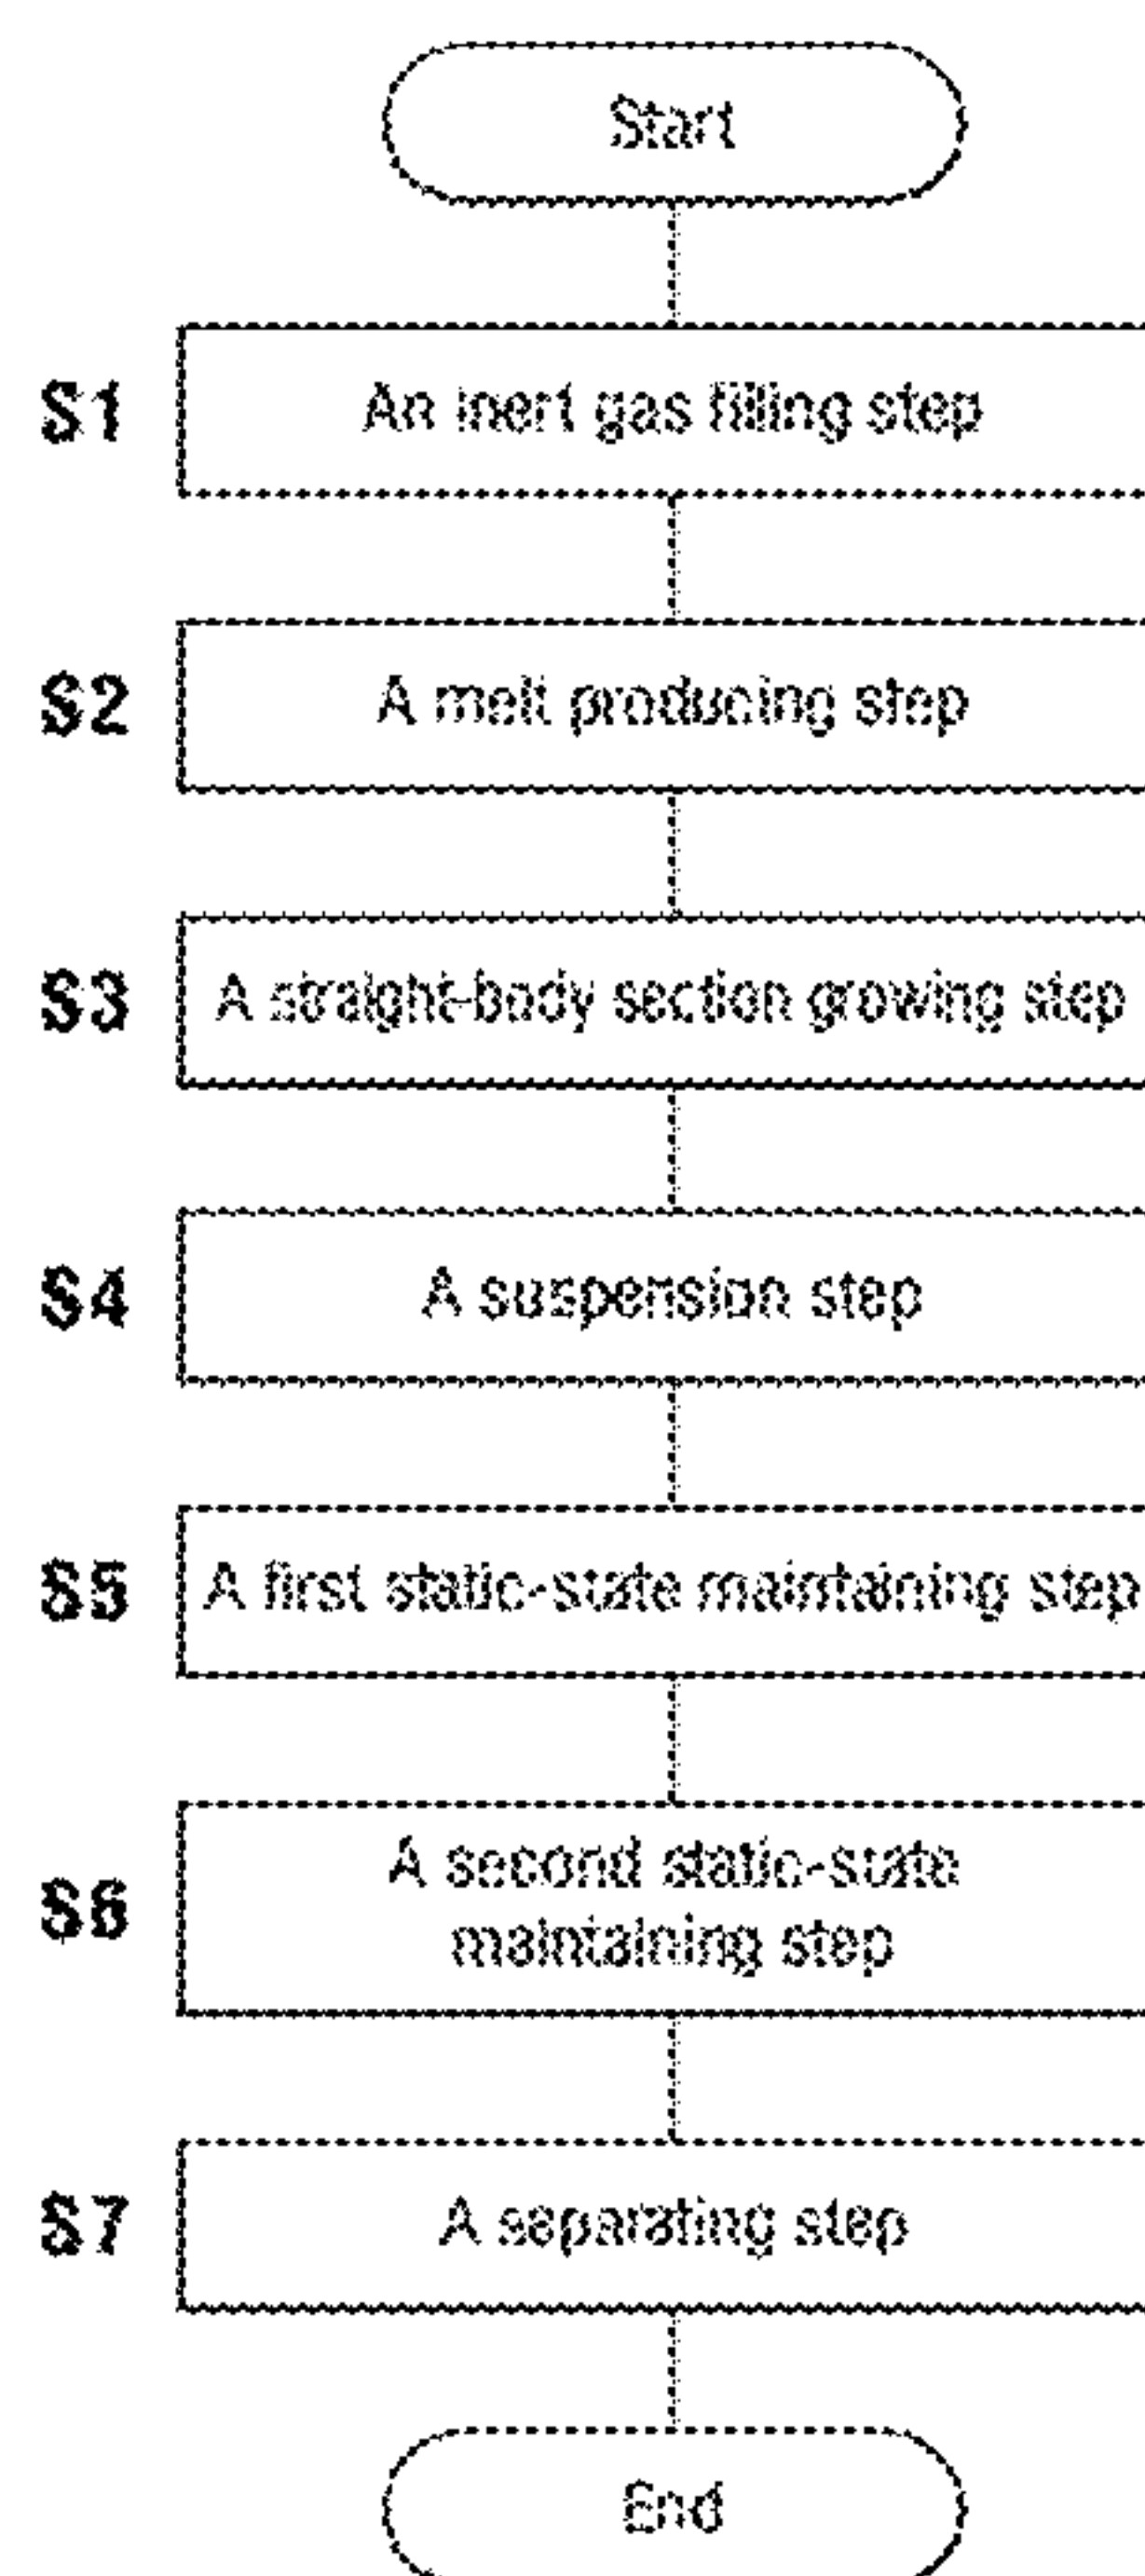 Start
S1
An inert gas filling step
S2
A melt producing step
S3
A straight-body section growing step
S4
A suspension step
S5
A first static-state maintaining step
S6
A second static-state
maintaining step
S7
A separating step
End